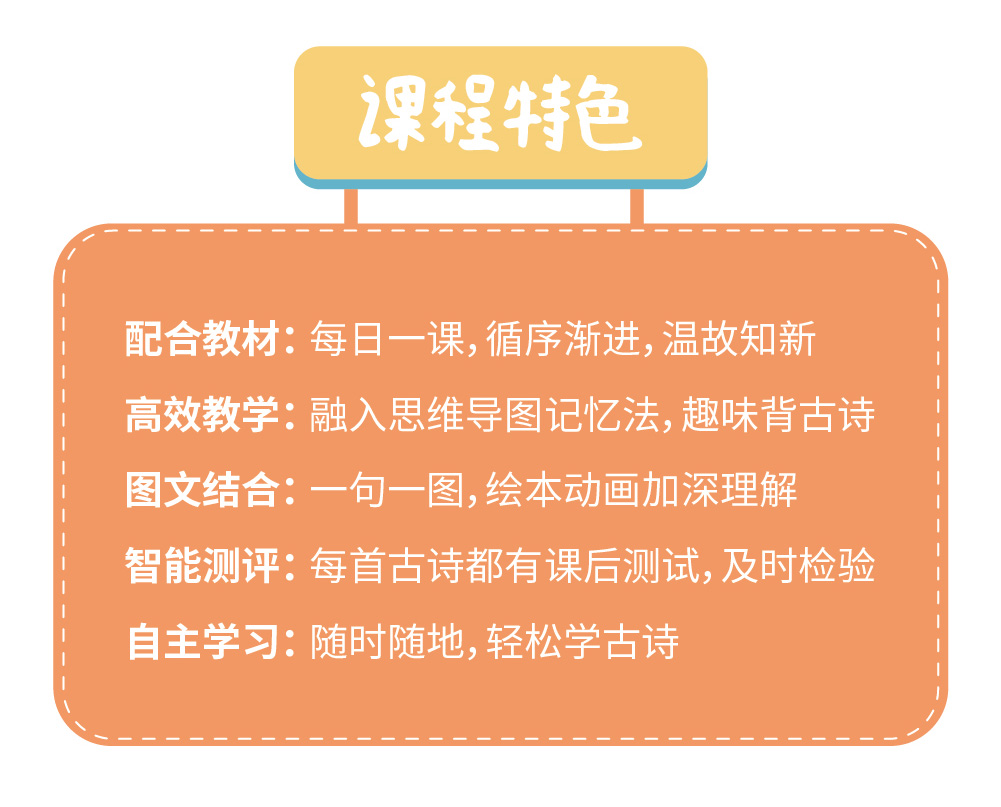 课程特色
配合教材：每日一课，循序渐进，温故知新
高效教学：融入思维导图记忆法，趣味背古诗
图文结合：一句一图，绘本动画加深理解
智能测评：每首古诗都有课后测试，及时检验
自主学习：随时随地，轻松学古诗